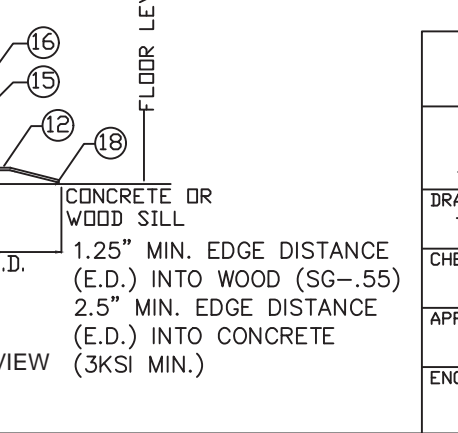 16
15
12
18
FLOOR LEV
CONCRETE OR
WOOD SILL
.D.
1.25" MIN. EDGE DISTANCE
(E.D.) INTO WOOD (SG-.55)
2.5" MIN. EDGE DISTANCE
(E.D.) INTO CONCRETE
(3KSI MIN.)
VIEW
DRA
CHE
APP
ENG